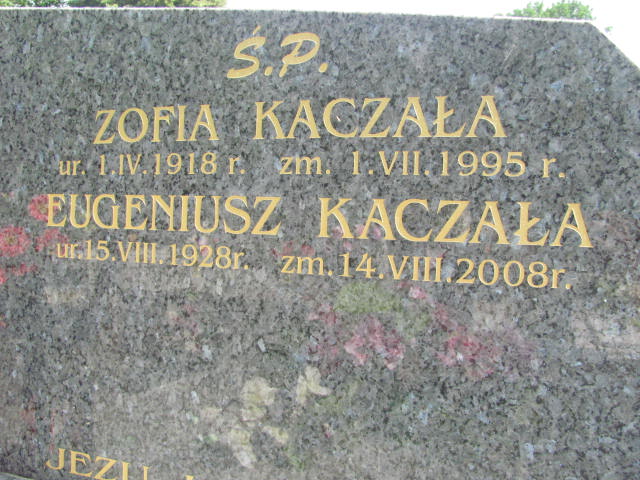 Ś.P.
ZOFIA KACZAŁA
ur. 1.IV.1918 r. zm. 1.VII.1995 r.
EUGENIUSZ KACZAŁA
ur.15.VIII.1928r. zm.14.VIII.2008r.
JEZU